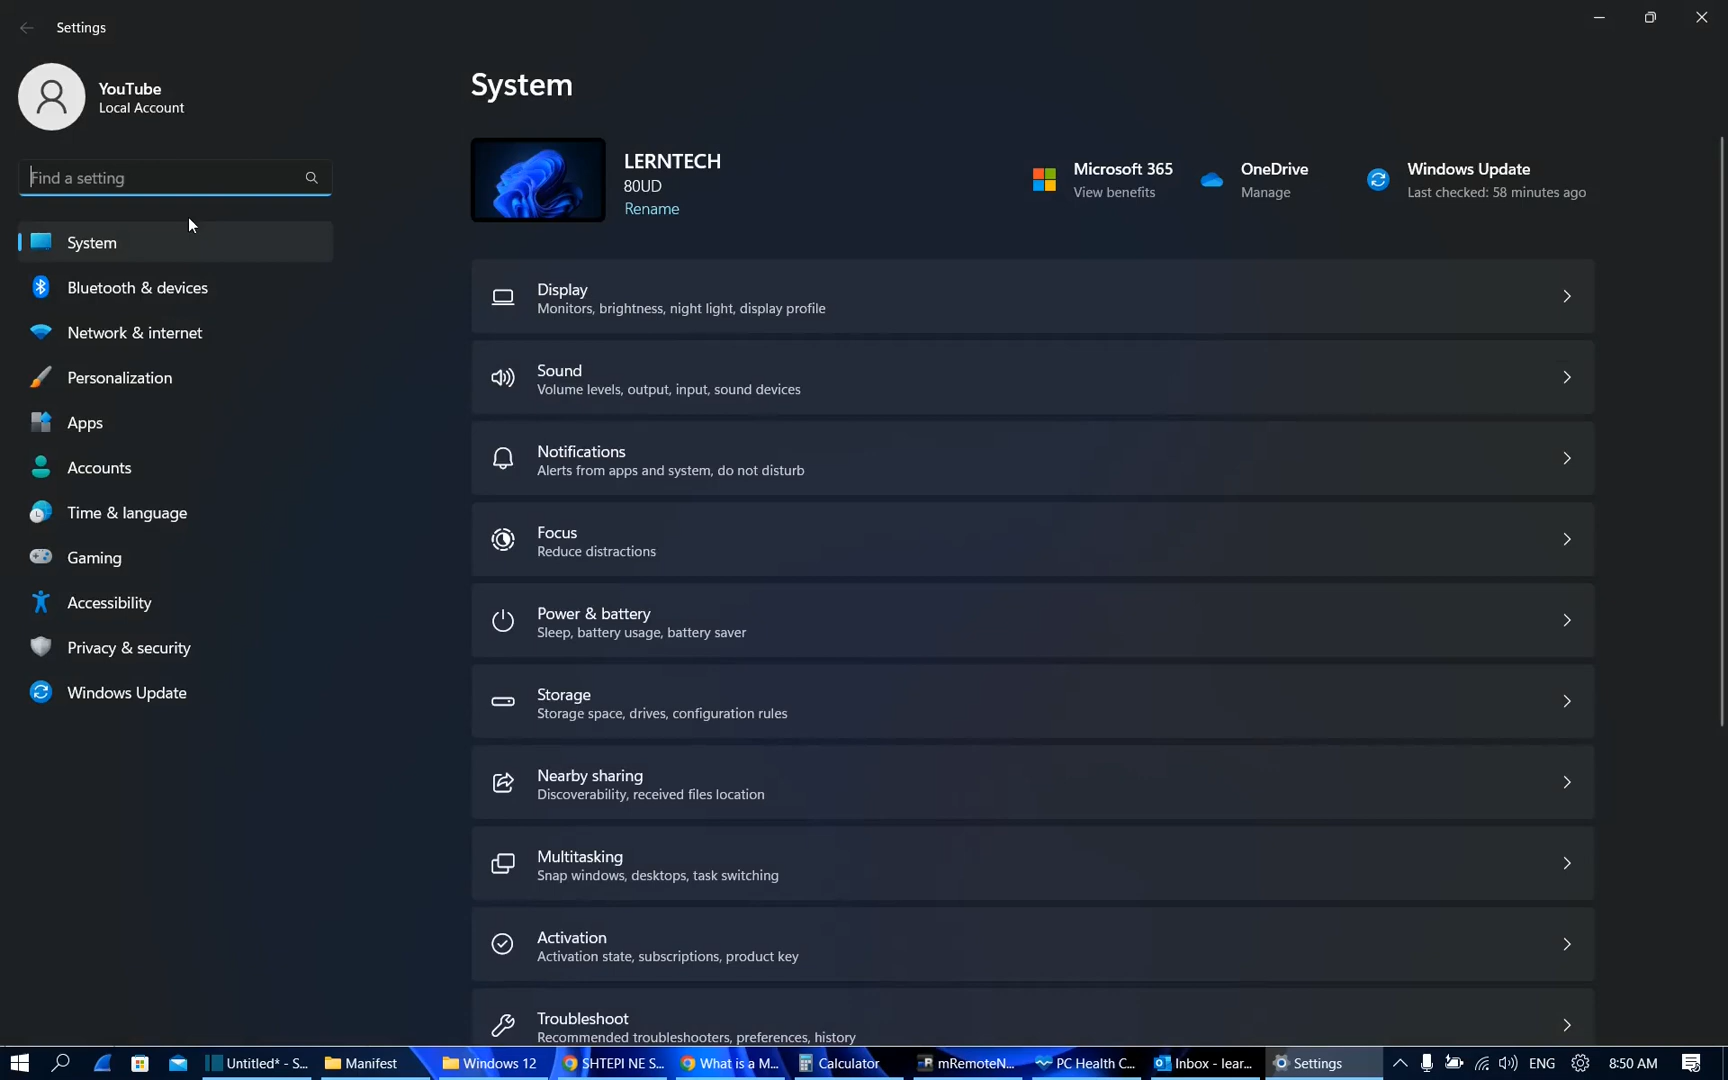 Settings
YouTube
Local Account
Find a setting
System
Bluetooth & devices
Network & internet
Personalization
Apps
Accounts
Time & language
Gaming
Accessibility
Privacy & security
Windows Update
System
LERNTECH
80UD
Rename
Microsoft 365
View benefits
OneDrive
Manage
Windows Update
Last checked: 58 minutes ago
Display
Monitors, brightness, night light, display profile
Sound
Volume levels, output, input, sound devices
Notifications
Alerts from apps and system, do not disturb
Focus
Reduce distractions
Power & battery
Sleep, battery usage, battery saver
Storage
Storage space, drives, configuration rules
Nearby sharing
Discoverability, received files location
Multitasking
Snap windows, desktops, task switching
Activation
Activation state, subscriptions, product key
Troubleshoot
Recommended troubleshooters, preferences, history
Untitled* - S... Manifest Windows 12 SHTEPI NE S... What is a M... Calculator mRemoteN... PC Health C... Inbox - lear... Settings ENG 8:50 AM